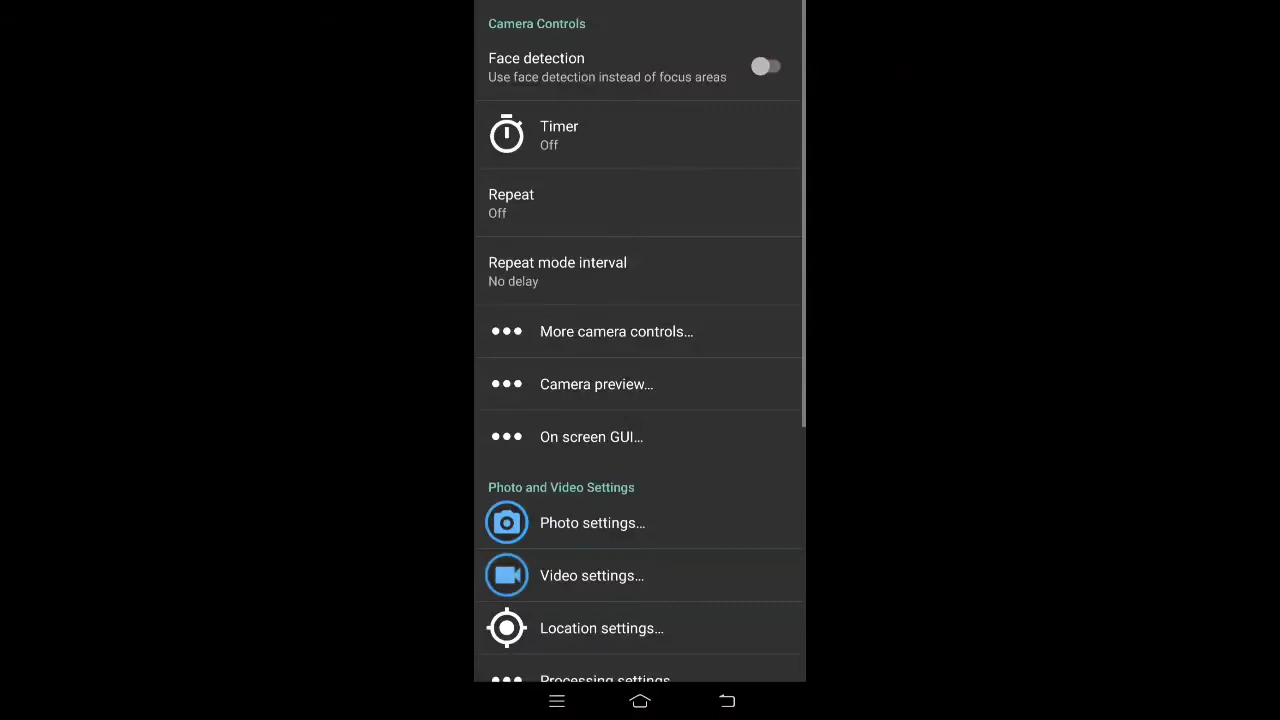 Camera Controls
Face detection
Use face detection instead of focus areas
Timer
Off
Repeat
Off
Repeat mode interval
No delay
More camera controls...
Camera preview...
On screen GUI...
Photo and Video Settings
Photo settings...
Video settings...
Location settings...
Processing settings